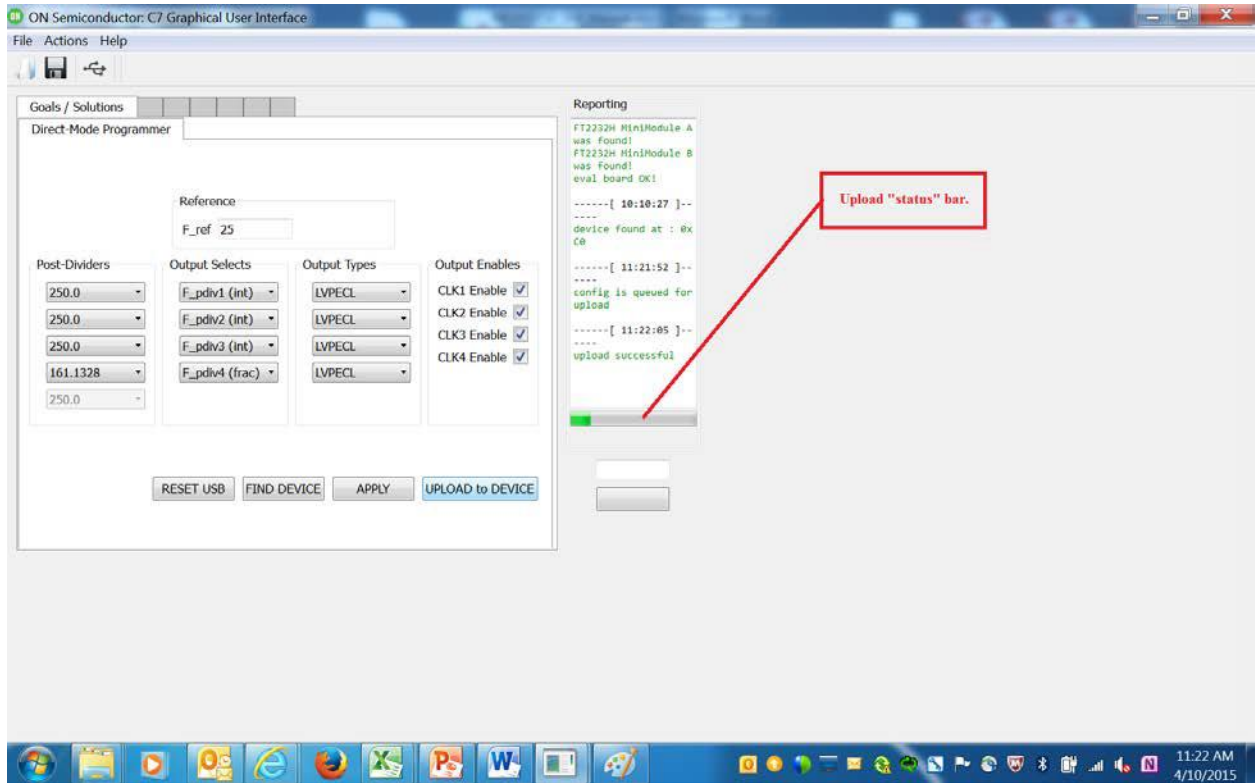 ON Semiconductor: C7 Graphical User Interface
File Actions Help
Goals / Solutions
Direct-Mode Programmer
Reference
F_ref 25
Post-Dividers
250.0
250.0
250.0
161.1328
250.0
Output Selects
F_pdiv1 (int)
F_pdiv2 (int)
F_pdiv3 (int)
F_pdiv4 (frac)
Output Types
LVPECL
LVPECL
LVPECL
LVPECL
Output Enables
CLK1 Enable
CLK2 Enable
CLK3 Enable
CLK4 Enable
RESET USB FIND DEVICE APPLY UPLOAD to DEVICE
Reporting
FT2232H MiniModule A
was found!
FT2232H MiniModule B
was found!
eval board OK!
------[ 10:10:27 ]--
----
device found at : 0x
C0
------[ 11:21:52 ]--
----
config is queued for
upload
------[ 11:22:05 ]--
----
upload successful
Upload "status" bar.
11:22 AM
4/10/2015